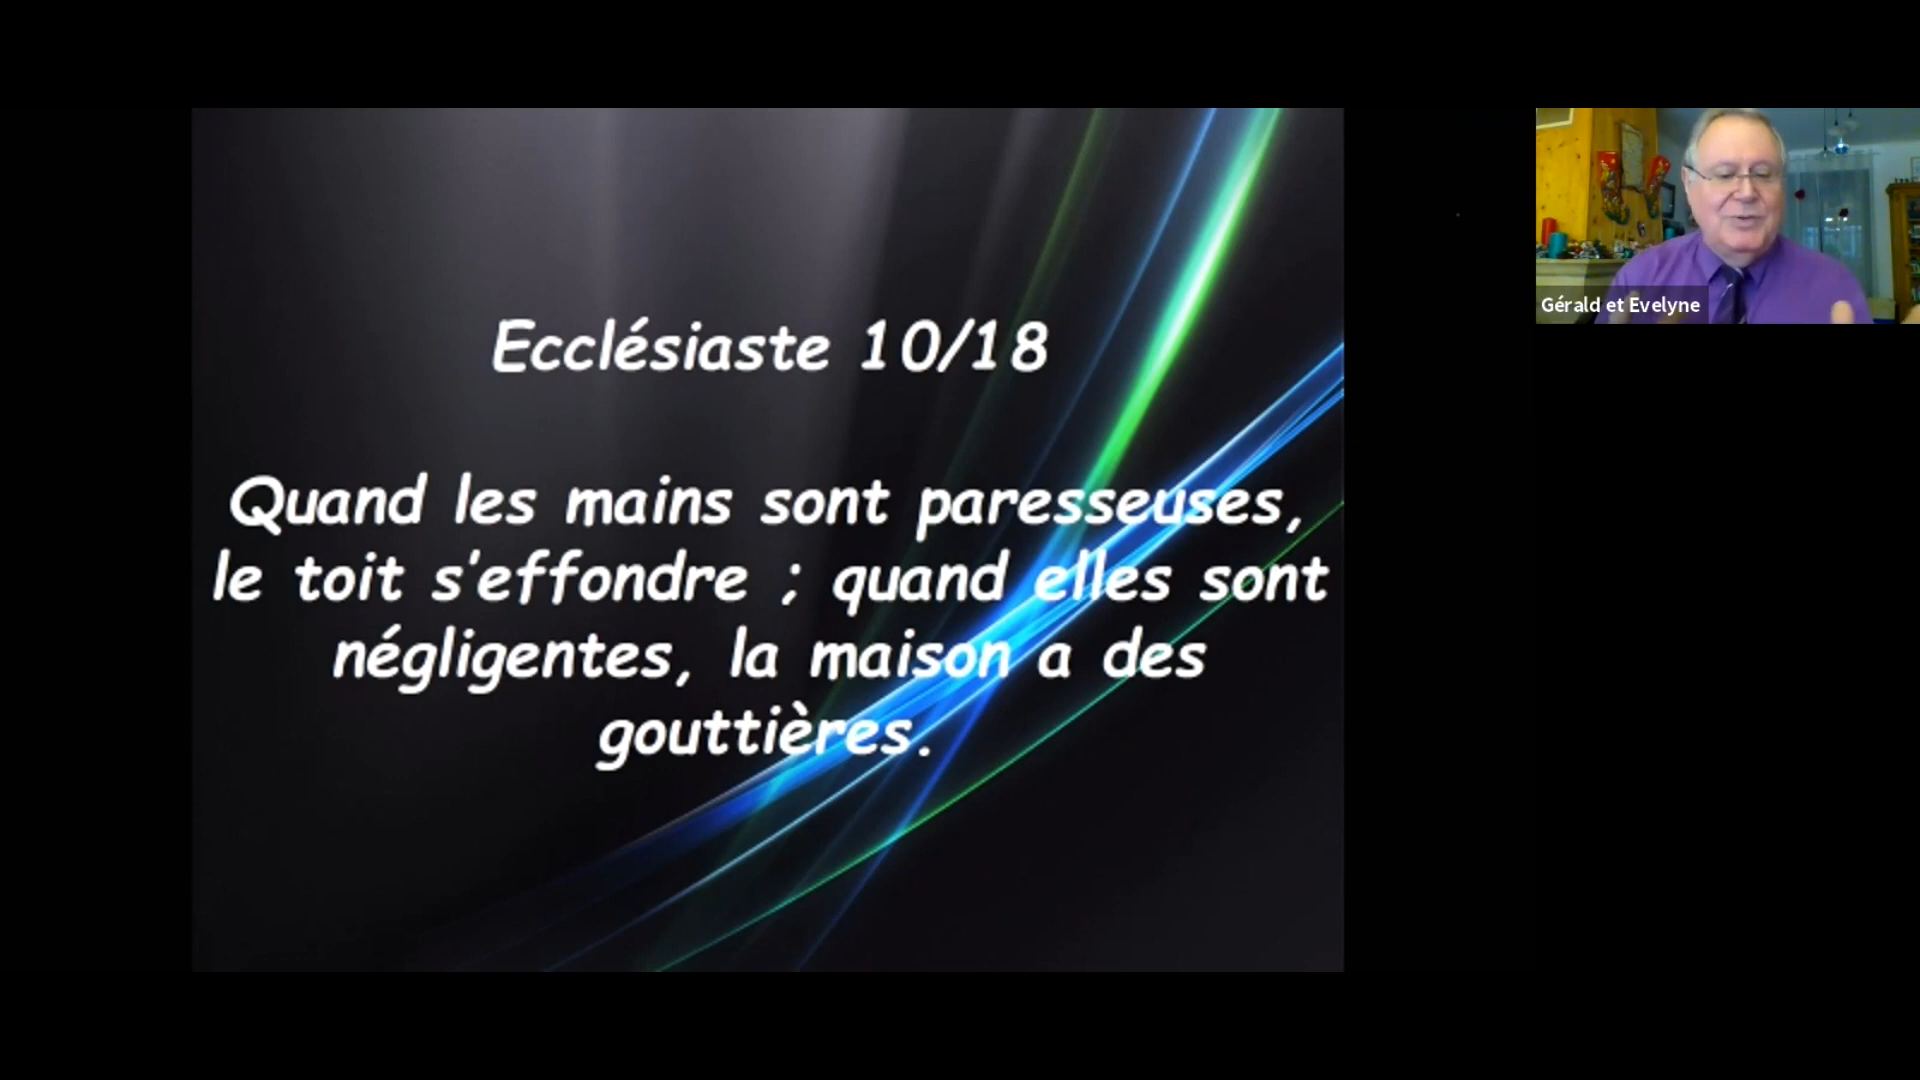 Ecclésiaste 10/18
Quand les mains sont paresseuses,
le toit s'effondre ; quand elles sont
négligentes, la maison a des
gouttières.
Gérald et Evelyne